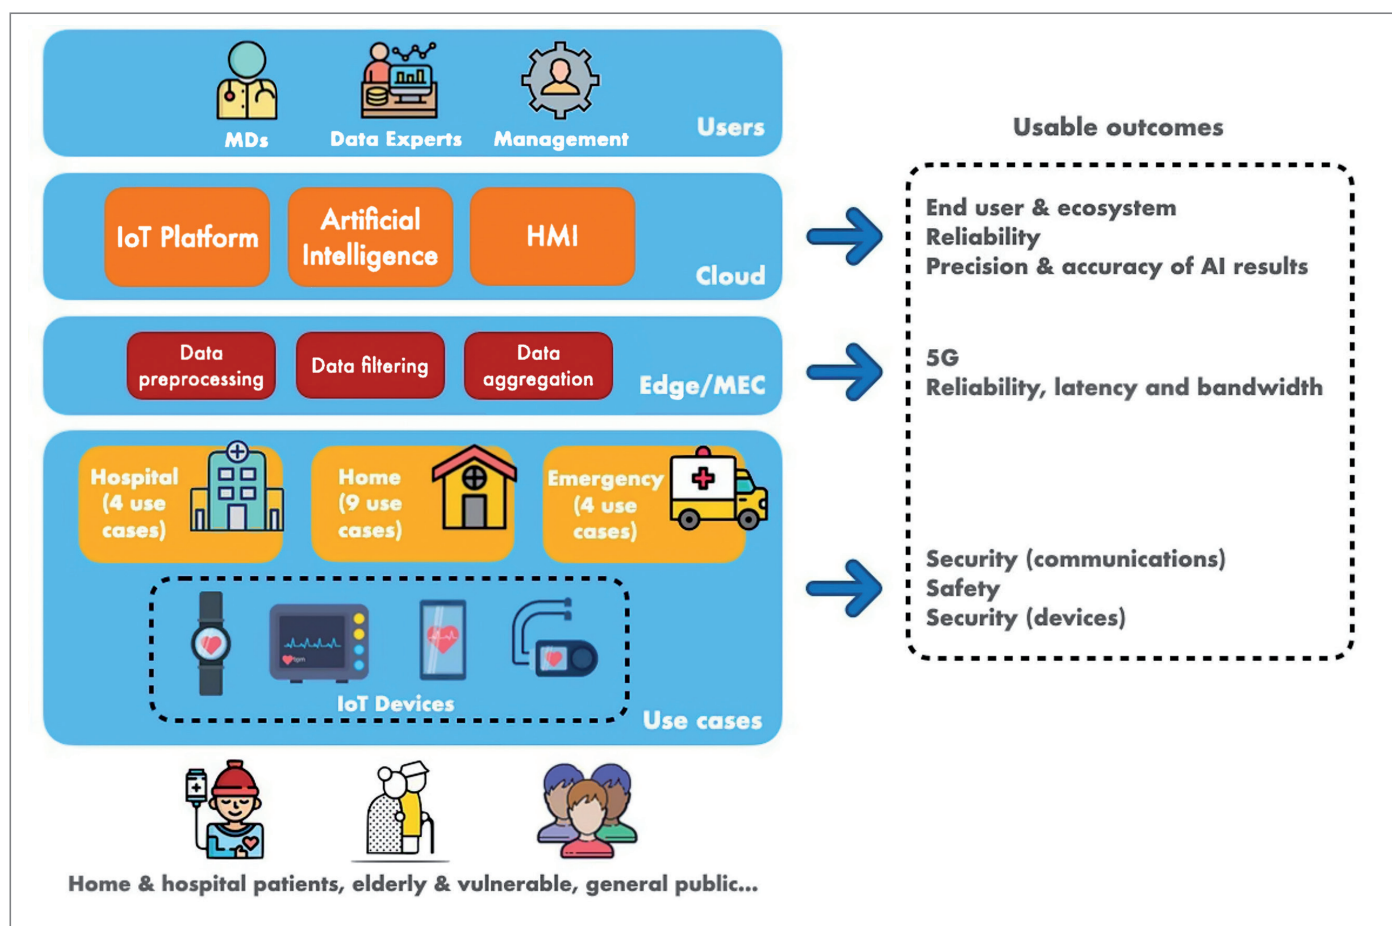 MDs
Data Experts
Management
Users
IoT Platform
Artificial
Intelligence
HMI
Cloud
Data
preprocessing
Data filtering
Data
aggregation
Edge/MEC
Hospital
(4 use
cases)
Home
(9 use
cases)
Emergency
(4 use
cases)
bpm
IoT Devices
Use cases
Home & hospital patients, elderly & vulnerable, general public...
Usable outcomes
End user & ecosystem
Reliability
Precision & accuracy of AI results
5G
Reliability, latency and bandwidth
Security (communications)
Safety
Security (devices)